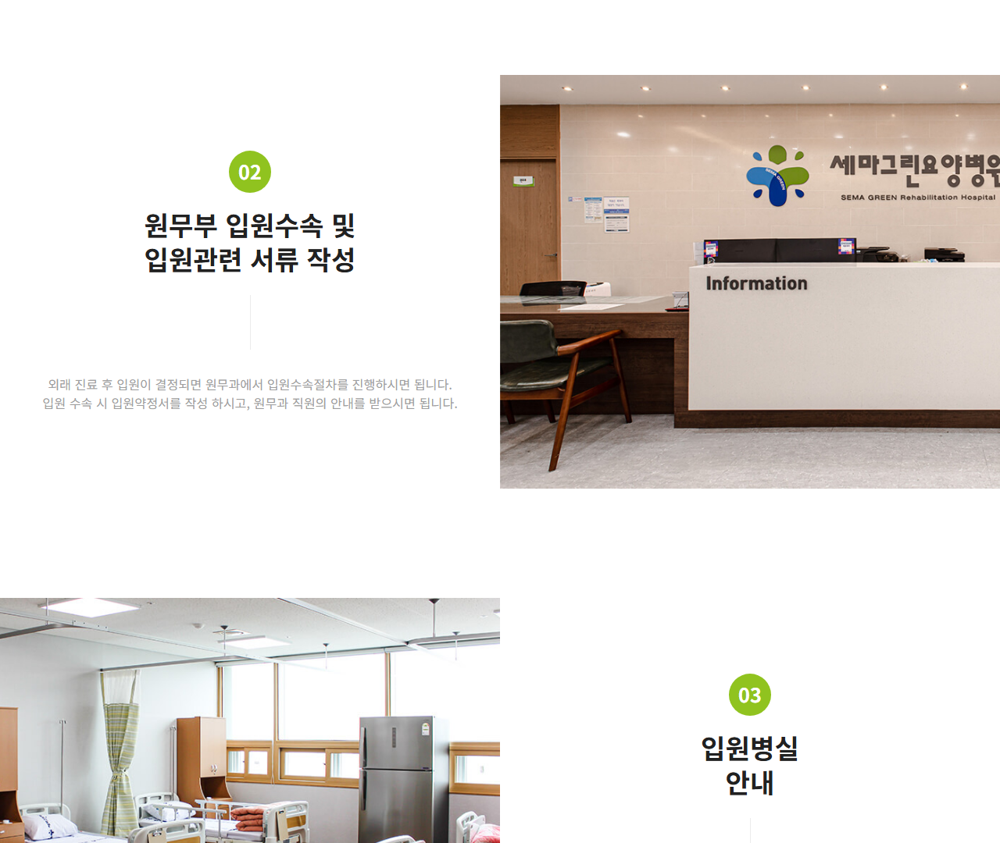 02
원무부 입원수속 및
입원관련 서류 작성
외래 진료 후 입원이 결정되면 원무과에서 입원수속절차를 진행하시면 됩니다.
입원 수속 시 입원약정서를 작성 하시고, 원무과 직원의 안내를 받으시면 됩니다.
SEMA GREEN
세마그린요양병원
SEMA GREEN Rehabilitation Hospital
Information
03
입원병실
안내